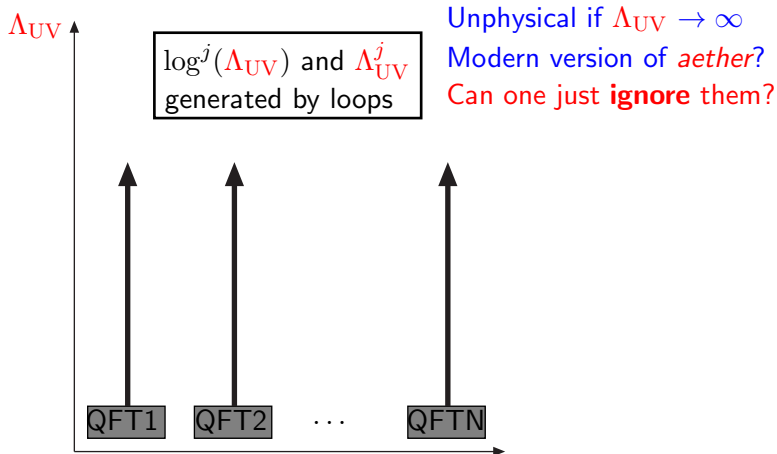 Λ_UV
log^j(Λ_UV) and Λ^j_UV
generated by loops
Unphysical if Λ_UV → ∞
Modern version of aether?
Can one just ignore them?
QFT1 QFT2 ⋯ QFTN